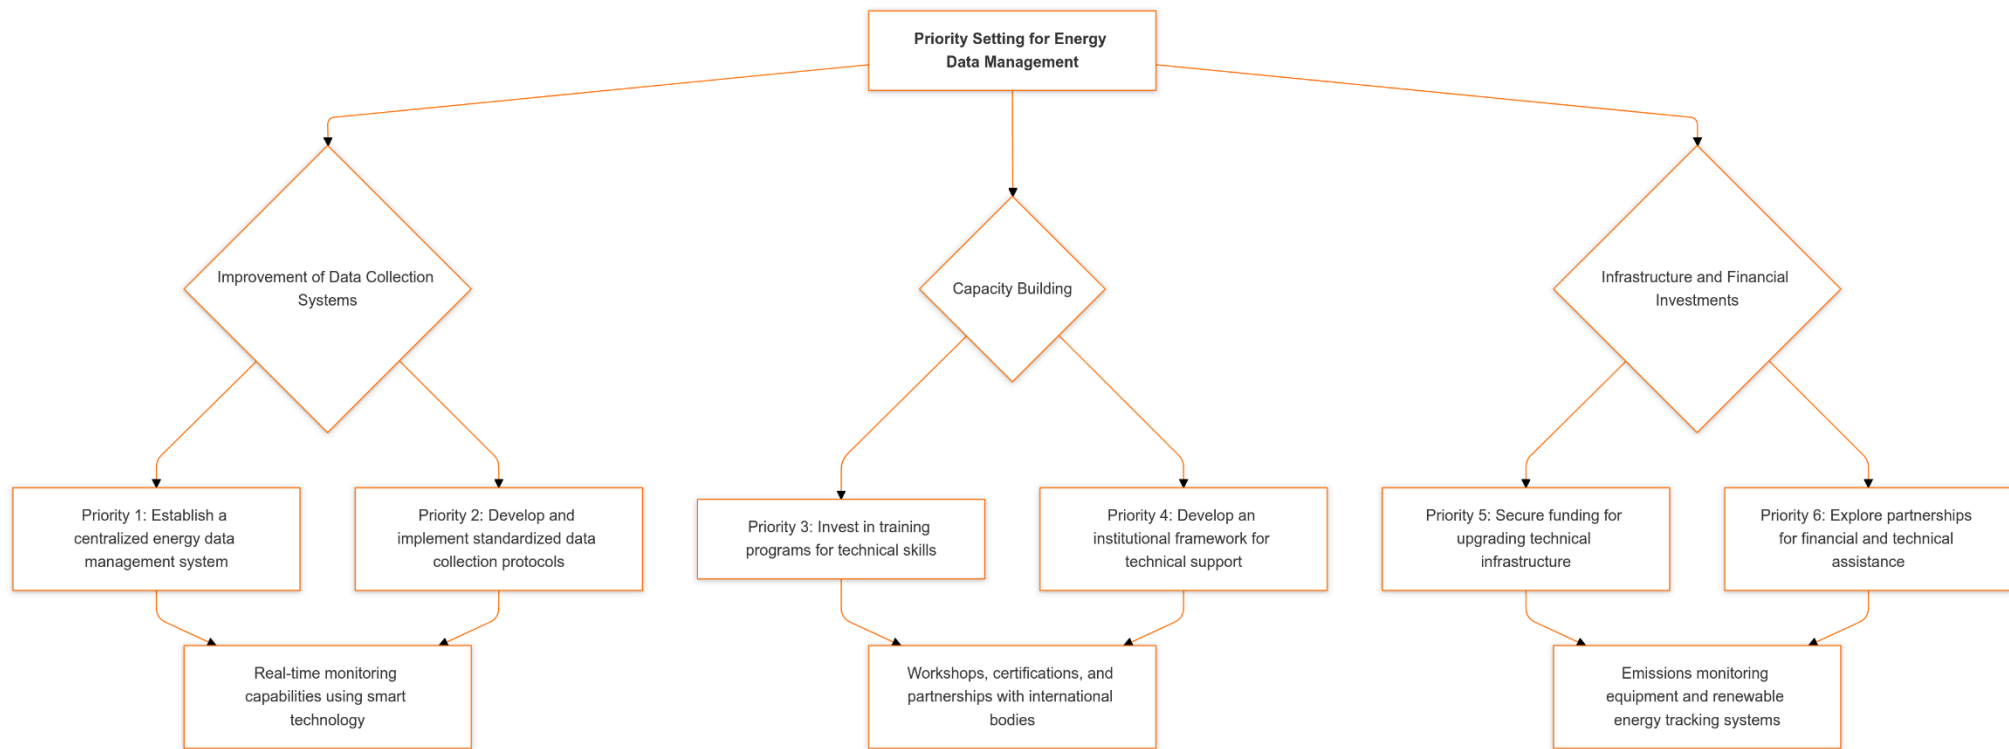 Priority Setting for Energy
Data Management
Improvement of Data Collection
Systems
Capacity Building
Infrastructure and Financial
Investments
Priority 1: Establish a
centralized energy data
management system
Priority 2: Develop and
implement standardized data
collection protocols
Priority 3: Invest in training
programs for technical skills
Priority 4: Develop an
institutional framework for
technical support
Priority 5: Secure funding for
upgrading technical
infrastructure
Priority 6: Explore partnerships
for financial and technical
assistance
Real-time monitoring
capabilities using smart
technology
Workshops, certifications, and
partnerships with international
bodies
Emissions monitoring
equipment and renewable
energy tracking systems